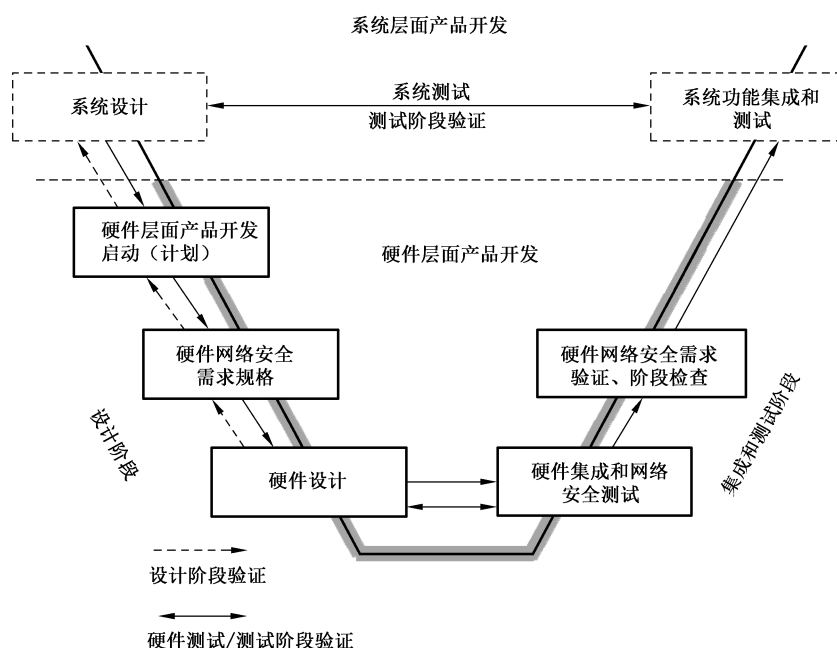 系统层面产品开发
系统设计
系统测试
测试阶段验证
系统功能集成和
测试
硬件层面产品开发
启动（计划）
硬件层面产品开发
硬件网络安全
需求规格
硬件网络安全需求
验证、阶段检查
设计阶段
集成和测试阶段
硬件设计
硬件集成和网络
安全测试
设计阶段验证
硬件测试/测试阶段验证